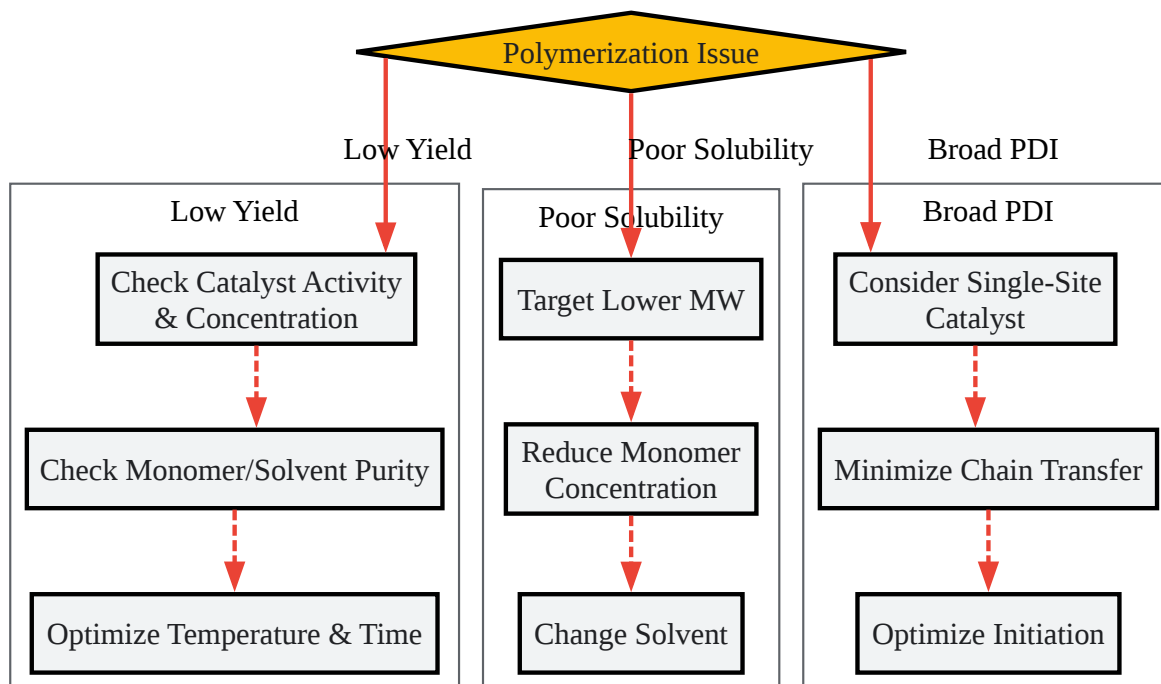 Polymerization Issue
Low Yield
Poor Solubility
Broad PDI
Low Yield
Check Catalyst Activity
& Concentration
Check Monomer/Solvent Purity
Optimize Temperature & Time
Poor Solubility
Target Lower MW
Reduce Monomer
Concentration
Change Solvent
Broad PDI
Consider Single-Site
Catalyst
Minimize Chain Transfer
Optimize Initiation